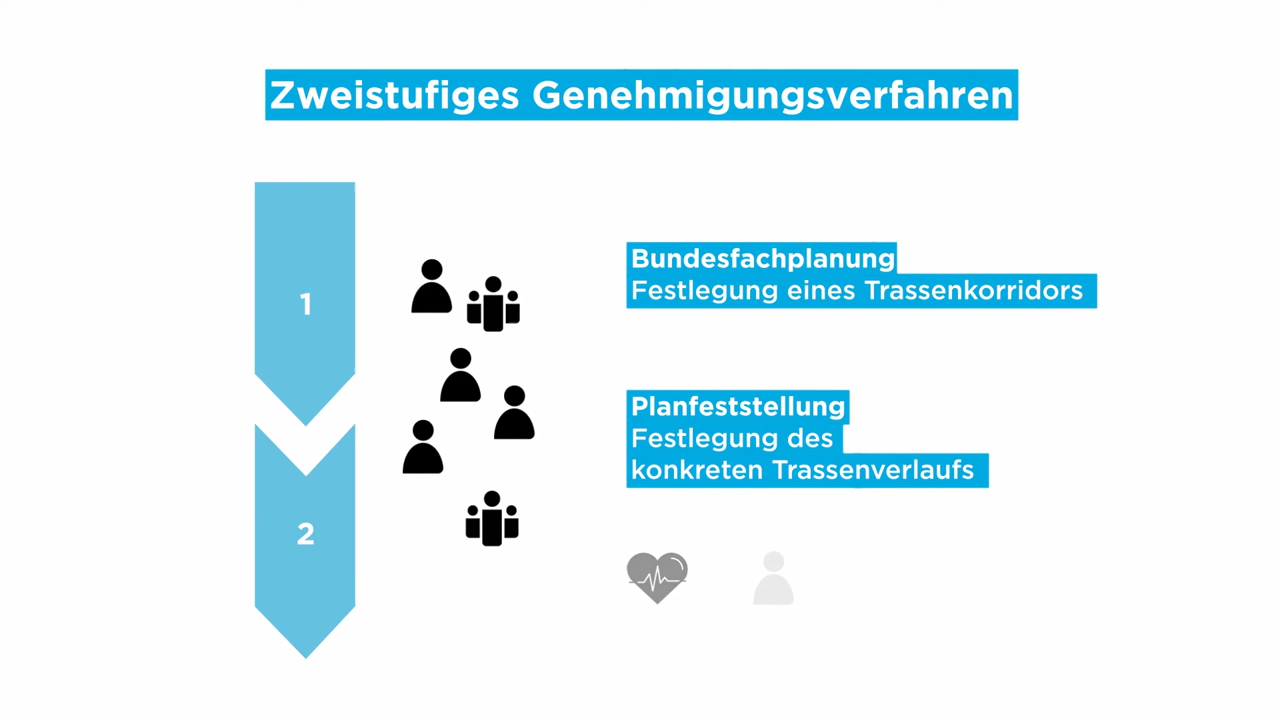 Zweistufiges Genehmigungsverfahren
1
Bundesfachplanung
Festlegung eines Trassenkorridors
Planfeststellung
Festlegung des
konkreten Trassenverlaufs
2